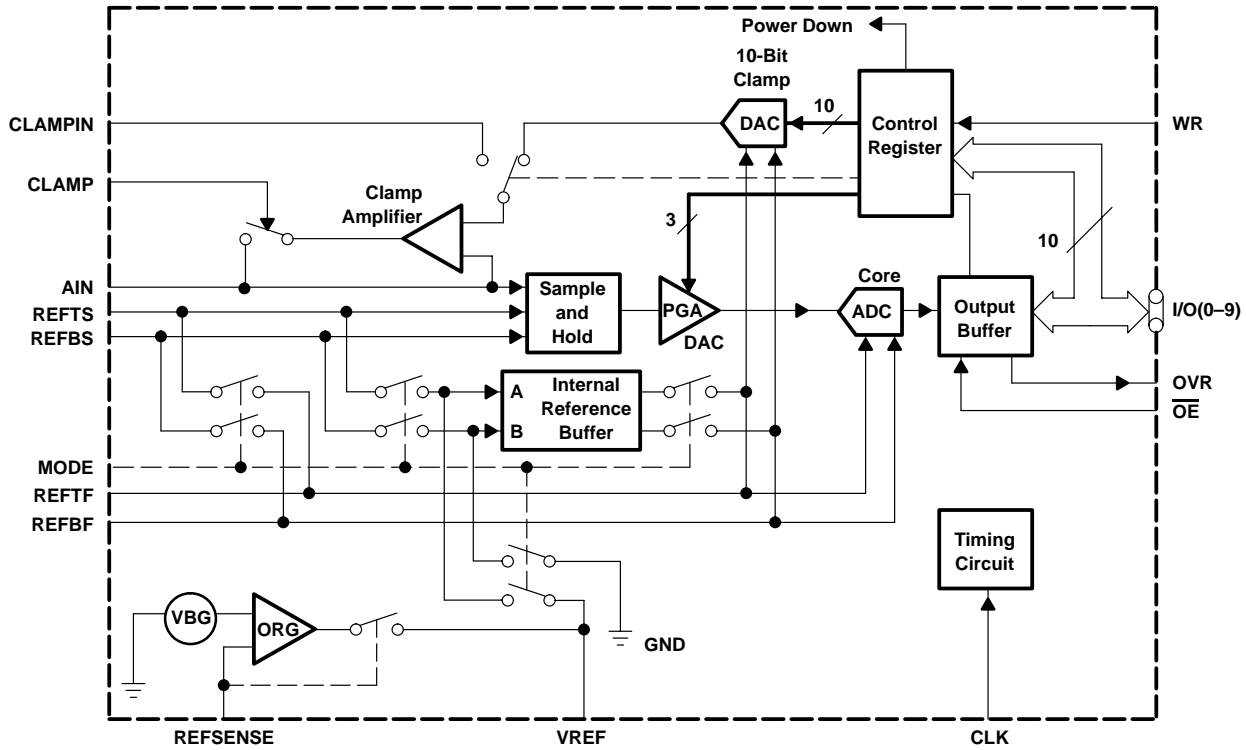 Power Down
10-Bit
Clamp
CLAMPIN
DAC
10
Control
Register
WR
CLAMP
Clamp
Amplifier
3
10
AIN
REFTS
REFBS
Sample
and
Hold
PGA
DAC
Core
ADC
Output
Buffer
I/O(0–9)
OVR
OE
A
B
Internal
Reference
Buffer
MODE
REFTF
REFBF
Timing
Circuit
VBG
ORG
GND
REFSENSE
VREF
CLK